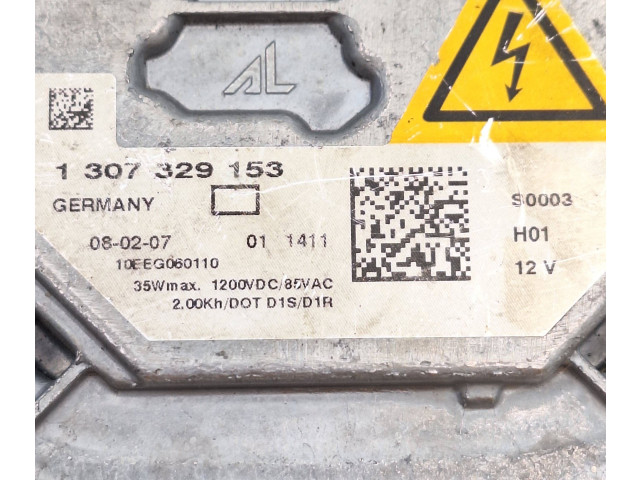 AL
1 307 329 153
GERMANY
S0003
08-02-07 01 1411
H01
10EEG060110
12 V
35Wmax. 1200VDC/85VAC
2.00Kh/DOT D1S/D1R